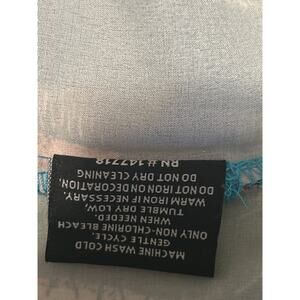 MACHINE WASH COLD
GENTLE CYCLE.
ONLY NON-CHLORINE BLEACH
WHEN NEEDED.
TUMBLE DRY LOW,
WARM IRON IF NECESSARY,
DO NOT IRON ON DECORATION,
DO NOT DRY CLEANING
RN # 147718